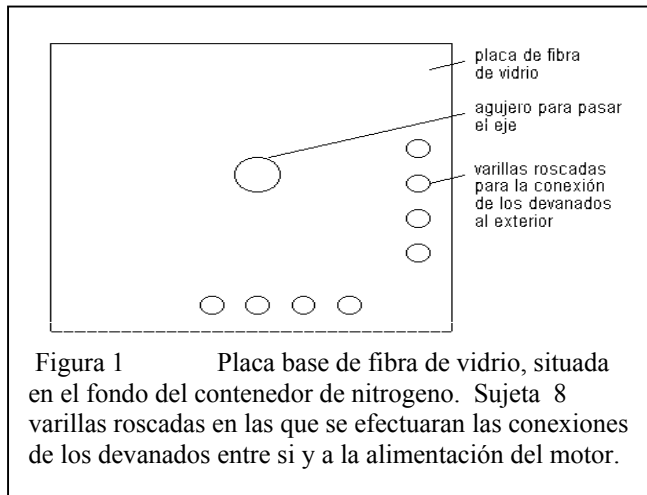 placa de fibra
de vidrio
agujero para pasar
el eje
varillas roscadas
para la conexión
de los devanados
al exterior
Figura 1 Placa base de fibra de vidrio, situada
en el fondo del contenedor de nitrogeno. Sujeta 8
varillas roscadas en las que se efectuaran las conexiones
de los devanados entre si y a la alimentación del motor.